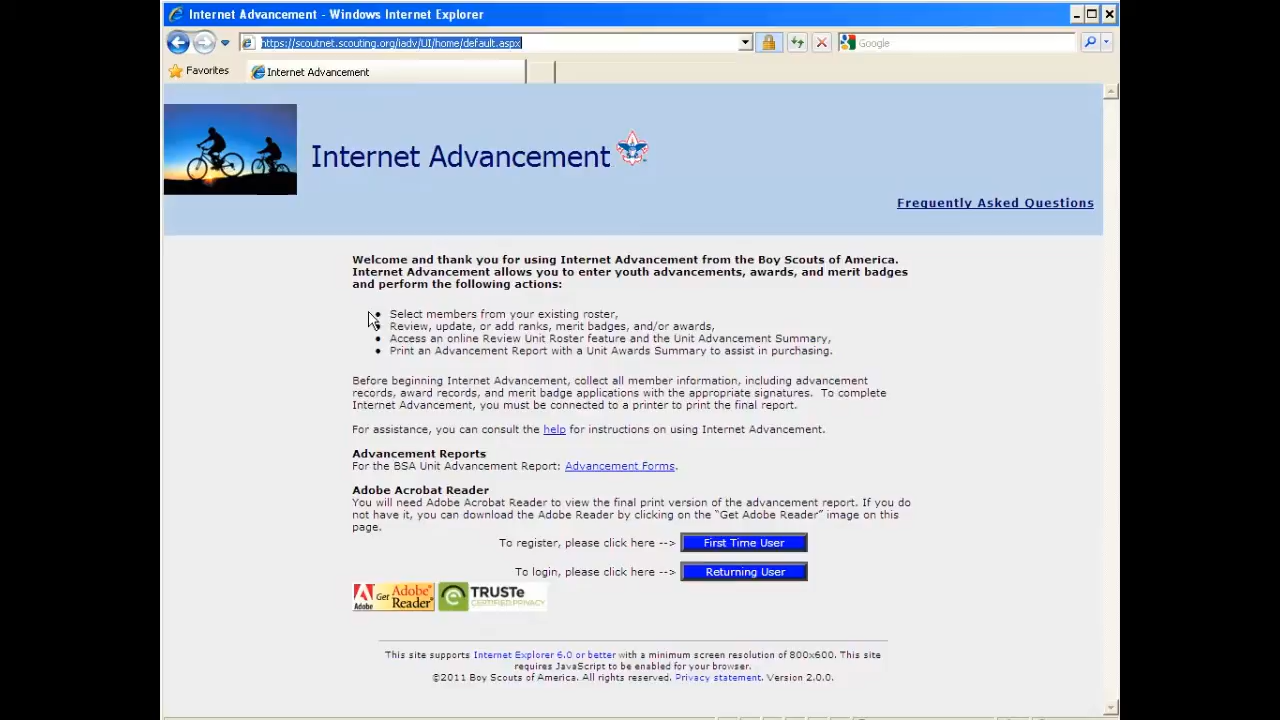 Internet Advancement - Windows Internet Explorer
https://scoutnet.scouting.org/iadv/UI/home/default.aspx
Google
Favorites
Internet Advancement
Internet Advancement
Frequently Asked Questions
Welcome and thank you for using Internet Advancement from the Boy Scouts of America.
Internet Advancement allows you to enter youth advancements, awards, and merit badges
and perform the following actions:
Select members from your existing roster,
Review, update, or add ranks, merit badges, and/or awards,
Access an online Review Unit Roster feature and the Unit Advancement Summary,
Print an Advancement Report with a Unit Awards Summary to assist in purchasing.
Before beginning Internet Advancement, collect all member information, including advancement
records, award records, and merit badge applications with the appropriate signatures. To complete
Internet Advancement, you must be connected to a printer to print the final report.
For assistance, you can consult the help for instructions on using Internet Advancement.
Advancement Reports
For the BSA Unit Advancement Report: Advancement Forms.
Adobe Acrobat Reader
You will need Adobe Acrobat Reader to view the final print version of the advancement report. If you do
not have it, you can download the Adobe Reader by clicking on the “Get Adobe Reader” image on this
page.
To register, please click here --> First Time User
To login, please click here --> Returning User
Adobe Get Adobe® Reader®
TRUSTe
CERTIFIED PRIVACY
This site supports Internet Explorer 6.0 or better with a minimum screen resolution of 800x600. This site
requires JavaScript to be enabled for your browser.
©2011 Boy Scouts of America. All rights reserved. Privacy statement. Version 2.0.0.